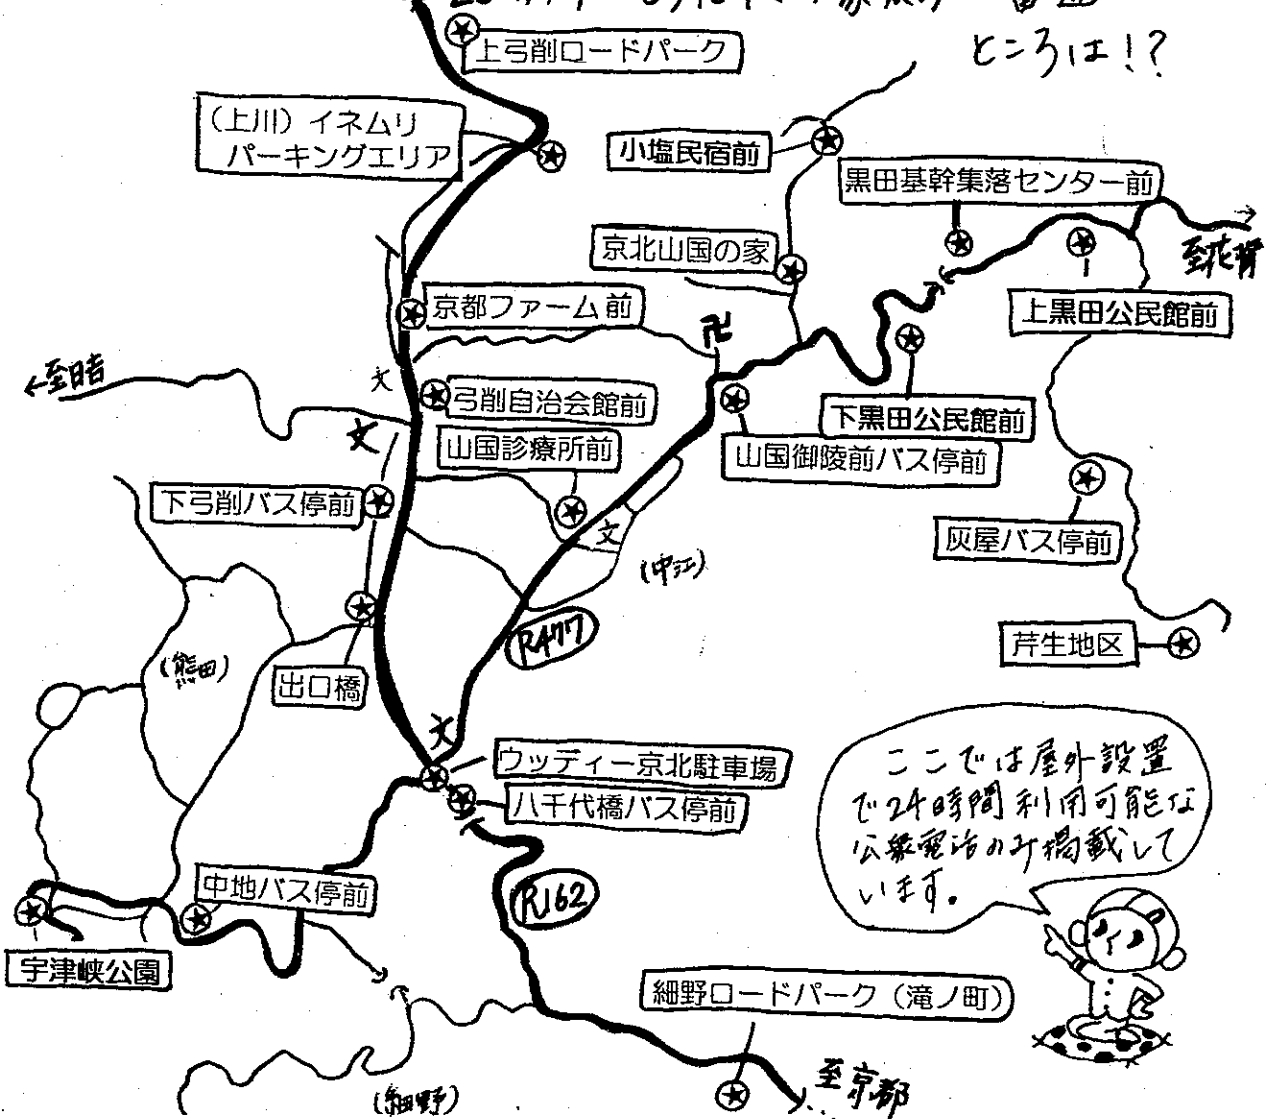 ところは!?
上弓削ロードパーク
(上川)イネムリ
パーキングエリア
小塩民宿前
黒田基幹集落センター前
京北山国の家
至花背
京都ファーム前
上黒田公民館前
卍
←至日吉
文
弓削自治会館前
下黒田公民館前
文
山国診療所前
山国御陵前バス停前
下弓削バス停前
文
灰屋バス停前
(中江)
R477
芹生地区
(熊田)
出口橋
文
ウッディー京北駐車場
八千代橋バス停前
ここでは屋外設置
で24時間利用可能な
公衆電話のみ掲載して
います。
中地バス停前
R162
宇津峡公園
細野ロードパーク(滝ノ町)
至京都
(細野)